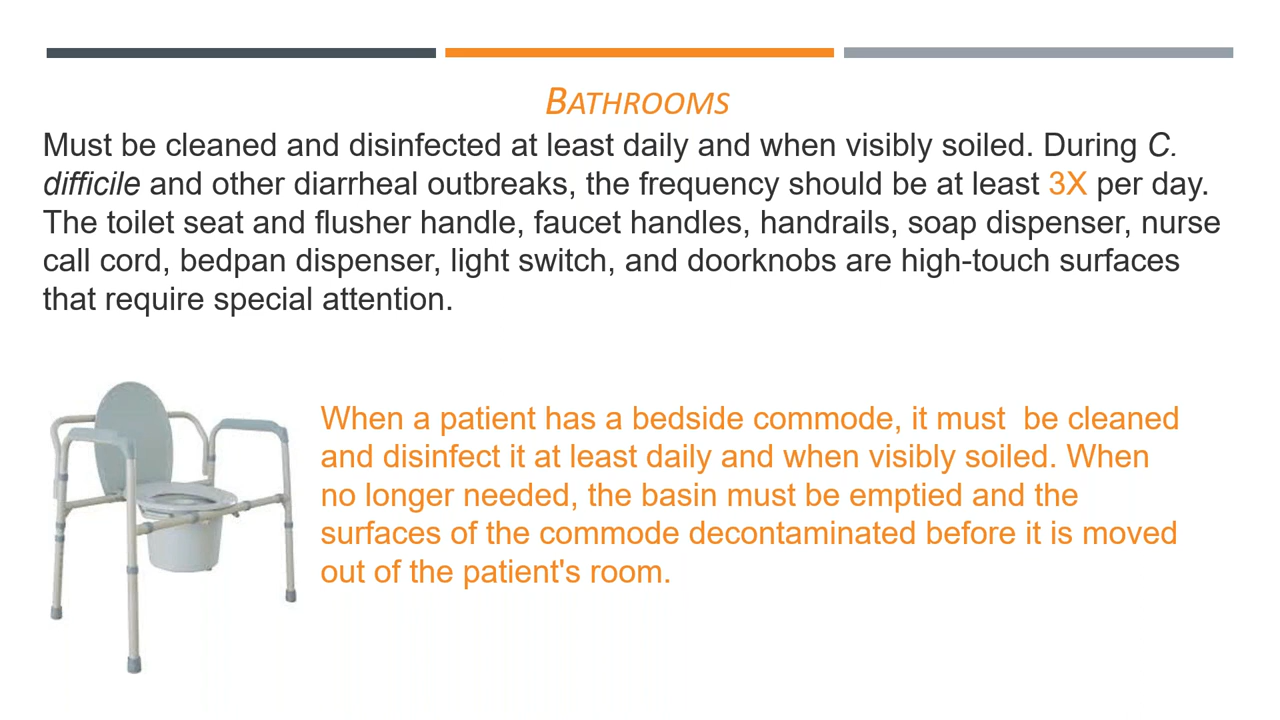 BATHROOMS
Must be cleaned and disinfected at least daily and when visibly soiled. During C.
difficile and other diarrheal outbreaks, the frequency should be at least 3X per day.
The toilet seat and flusher handle, faucet handles, handrails, soap dispenser, nurse
call cord, bedpan dispenser, light switch, and doorknobs are high-touch surfaces
that require special attention.
When a patient has a bedside commode, it must  be cleaned
and disinfect it at least daily and when visibly soiled. When
no longer needed, the basin must be emptied and the
surfaces of the commode decontaminated before it is moved
out of the patient's room.